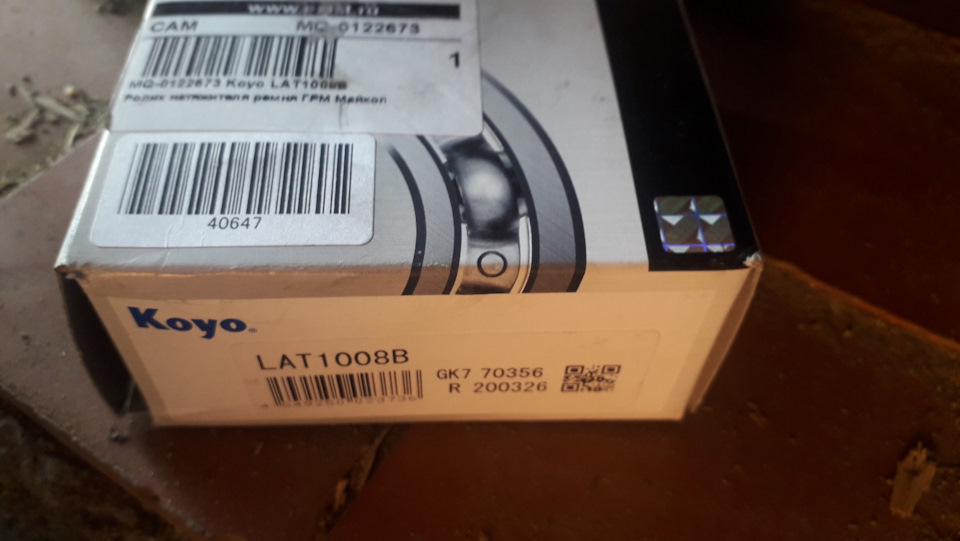 CAM MQ-0122673
1
MQ-0122673 Koyo LAT1008B
Ролик натяжителя ремня ГРМ Майкоп
40647
Koyo
LAT1008B
GK7 70356
R 200326